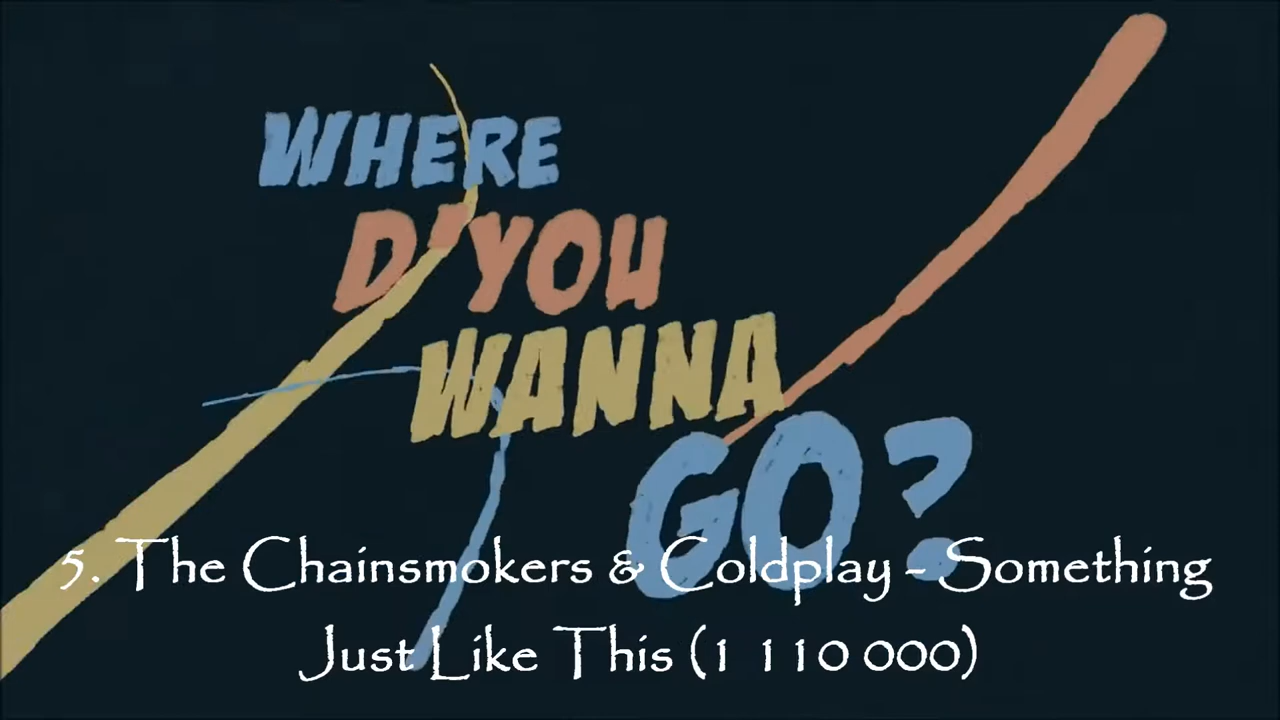 WHERE
D'YOU
WANNA
GO?
5. The Chainsmokers & Coldplay - Something
Just Like This (1 110 000)